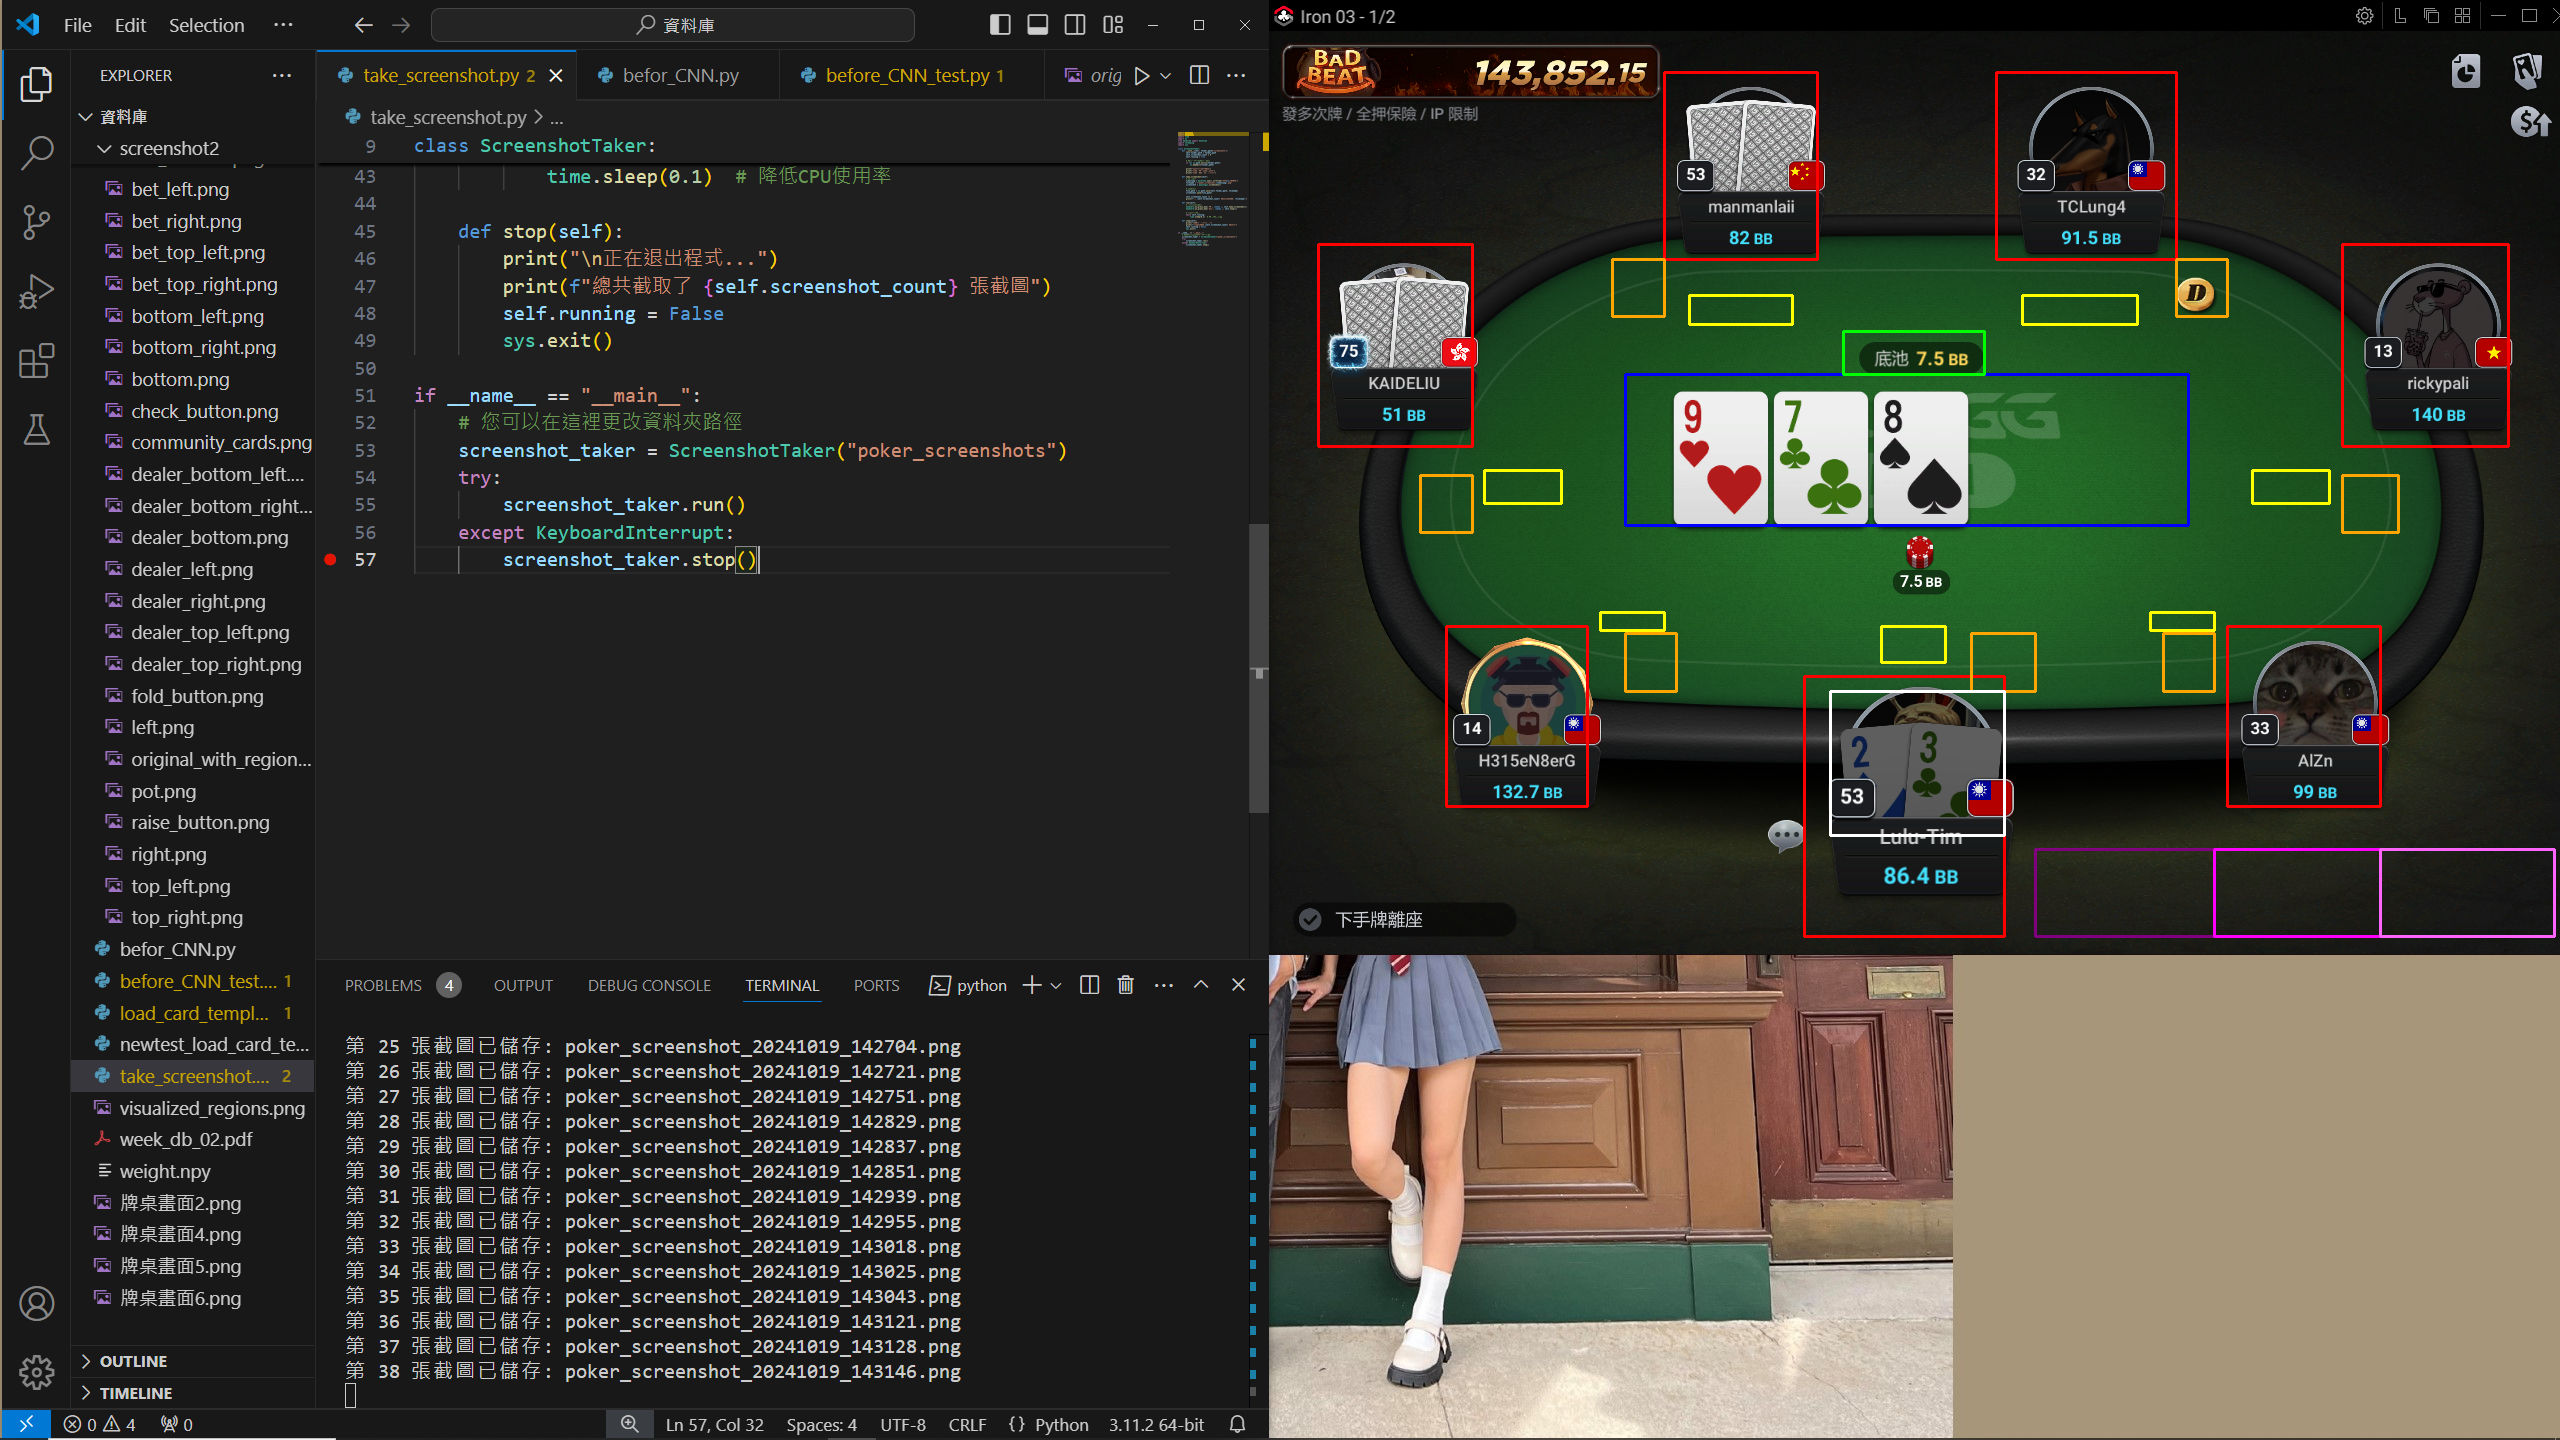 File Edit Selection ··· 資料庫
EXPLORER ···
資料庫
screenshot2
bet_left.png
bet_right.png
bet_top_left.png
bet_top_right.png
bottom_left.png
bottom_right.png
bottom.png
check_button.png
community_cards.png
dealer_bottom_left....
dealer_bottom_right...
dealer_bottom.png
dealer_left.png
dealer_right.png
dealer_top_left.png
dealer_top_right.png
fold_button.png
left.png
original_with_region...
pot.png
raise_button.png
right.png
top_left.png
top_right.png
befor_CNN.py
before_CNN_test.... 1
load_card_templ... 1
newtest_load_card_te...
take_screenshot.... 2
visualized_regions.png
week_db_02.pdf
weight.npy
牌桌畫面2.png
牌桌畫面4.png
牌桌畫面5.png
牌桌畫面6.png
OUTLINE
TIMELINE
take_screenshot.py 2 befor_CNN.py before_CNN_test.py 1 orig
take_screenshot.py > ...
9 class ScreenshotTaker:
43 time.sleep(0.1) # 降低CPU使用率
44
45 def stop(self):
46 print("\n正在退出程式...")
47 print(f"總共截取了 {self.screenshot_count} 張截圖")
48 self.running = False
49 sys.exit()
50
51 if __name__ == "__main__":
52 # 您可以在這裡更改資料夾路徑
53 screenshot_taker = ScreenshotTaker("poker_screenshots")
54 try:
55 screenshot_taker.run()
56 except KeyboardInterrupt:
57 screenshot_taker.stop()
PROBLEMS 4 OUTPUT DEBUG CONSOLE TERMINAL PORTS python
第 25 張截圖已儲存: poker_screenshot_20241019_142704.png
第 26 張截圖已儲存: poker_screenshot_20241019_142721.png
第 27 張截圖已儲存: poker_screenshot_20241019_142751.png
第 28 張截圖已儲存: poker_screenshot_20241019_142829.png
第 29 張截圖已儲存: poker_screenshot_20241019_142837.png
第 30 張截圖已儲存: poker_screenshot_20241019_142851.png
第 31 張截圖已儲存: poker_screenshot_20241019_142939.png
第 32 張截圖已儲存: poker_screenshot_20241019_142955.png
第 33 張截圖已儲存: poker_screenshot_20241019_143018.png
第 34 張截圖已儲存: poker_screenshot_20241019_143025.png
第 35 張截圖已儲存: poker_screenshot_20241019_143043.png
第 36 張截圖已儲存: poker_screenshot_20241019_143121.png
第 37 張截圖已儲存: poker_screenshot_20241019_143128.png
第 38 張截圖已儲存: poker_screenshot_20241019_143146.png
0 4 0 Ln 57, Col 32 Spaces: 4 UTF-8 CRLF {} Python 3.11.2 64-bit
Iron 03 - 1/2
BAD BEAT 143,852.15
發多次牌 / 全押保險 / IP 限制
53
manmanlaii
82 BB
32
TCLung4
91.5 BB
75
KAIDELIU
51 BB
D
13
rickypali
140 BB
底池 7.5 BB
9 7 8
GG
7.5 BB
14
H315eN8erG
132.7 BB
2 3
53
Lulu-Tim
86.4 BB
33
AlZn
99 BB
下手牌離座